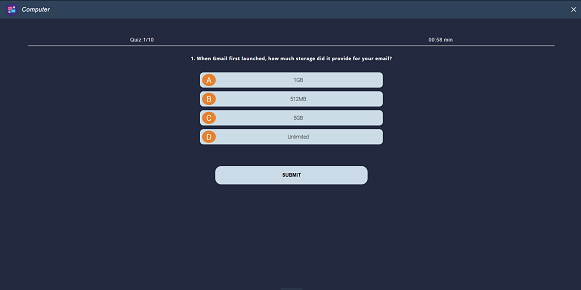 Computer
Quiz:1/10
00:58 min
1. When Gmail first launched, how much storage did it provide for your email?
A 1GB
B 512MB
C 5GB
D Unlimited
SUBMIT